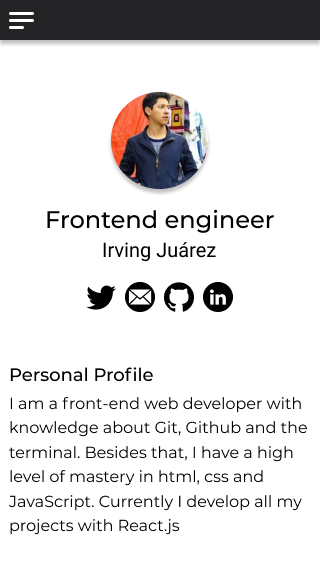 Frontend engineer
Irving Juárez
in
Personal Profile
I am a front-end web developer with
knowledge about Git, Github and the
terminal. Besides that, I have a high
level of mastery in html, css and
JavaScript. Currently I develop all my
projects with React.js